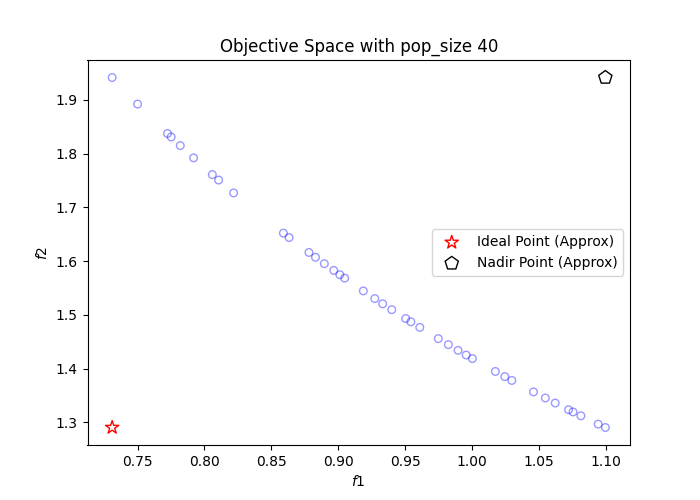 Objective Space with pop_size 40
f2
1.9
1.8
1.7
1.6
1.5
1.4
1.3
Ideal Point (Approx)
Nadir Point (Approx)
0.75 0.80 0.85 0.90 0.95 1.00 1.05 1.10
f1